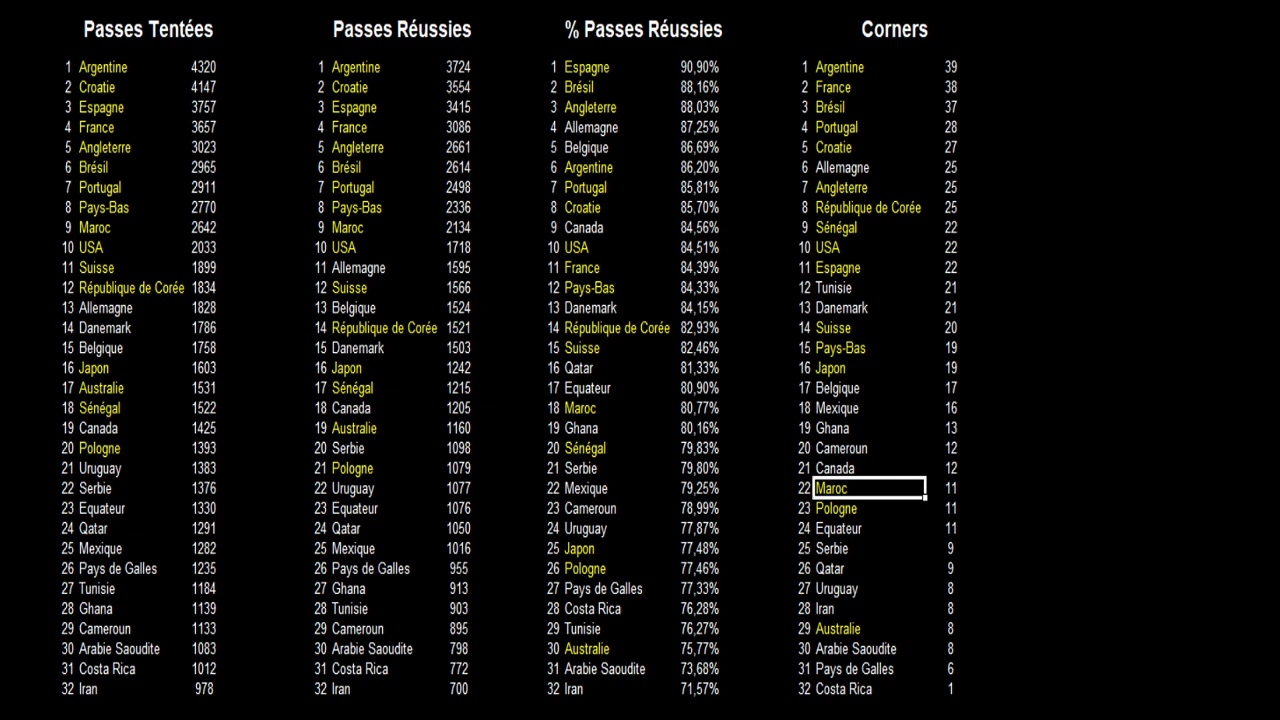 Passes Tentées Passes Réussies % Passes Réussies Corners
1 Argentine 4320 1 Argentine 3724 1 Espagne 90,90% 1 Argentine 39
2 Croatie 4147 2 Croatie 3554 2 Brésil 88,16% 2 France 38
3 Espagne 3757 3 Espagne 3415 3 Angleterre 88,03% 3 Brésil 37
4 France 3657 4 France 3086 4 Allemagne 87,25% 4 Portugal 28
5 Angleterre 3023 5 Angleterre 2661 5 Belgique 86,69% 5 Croatie 27
6 Brésil 2965 6 Brésil 2614 6 Argentine 86,20% 6 Allemagne 25
7 Portugal 2911 7 Portugal 2498 7 Portugal 85,81% 7 Angleterre 25
8 Pays-Bas 2770 8 Pays-Bas 2336 8 Croatie 85,70% 8 République de Corée 25
9 Maroc 2642 9 Maroc 2134 9 Canada 84,56% 9 Sénégal 22
10 USA 2033 10 USA 1718 10 USA 84,51% 10 USA 22
11 Suisse 1899 11 Allemagne 1595 11 France 84,39% 11 Espagne 22
12 République de Corée 1834 12 Suisse 1566 12 Pays-Bas 84,33% 12 Tunisie 21
13 Allemagne 1828 13 Belgique 1524 13 Danemark 84,15% 13 Danemark 21
14 Danemark 1786 14 République de Corée 1521 14 République de Corée 82,93% 14 Suisse 20
15 Belgique 1758 15 Danemark 1503 15 Suisse 82,46% 15 Pays-Bas 19
16 Japon 1603 16 Japon 1242 16 Qatar 81,33% 16 Japon 19
17 Australie 1531 17 Sénégal 1215 17 Equateur 80,90% 17 Belgique 17
18 Sénégal 1522 18 Canada 1205 18 Maroc 80,77% 18 Mexique 16
19 Canada 1425 19 Australie 1160 19 Ghana 80,16% 19 Ghana 13
20 Pologne 1393 20 Serbie 1098 20 Sénégal 79,83% 20 Cameroun 12
21 Uruguay 1383 21 Pologne 1079 21 Serbie 79,80% 21 Canada 12
22 Serbie 1376 22 Uruguay 1077 22 Mexique 79,25% 22 Maroc 11
23 Equateur 1330 23 Equateur 1076 23 Cameroun 78,99% 23 Pologne 11
24 Qatar 1291 24 Qatar 1050 24 Uruguay 77,87% 24 Equateur 11
25 Mexique 1282 25 Mexique 1016 25 Japon 77,48% 25 Serbie 9
26 Pays de Galles 1235 26 Pays de Galles 955 26 Pologne 77,46% 26 Qatar 9
27 Tunisie 1184 27 Ghana 913 27 Pays de Galles 77,33% 27 Uruguay 8
28 Ghana 1139 28 Tunisie 903 28 Costa Rica 76,28% 28 Iran 8
29 Cameroun 1133 29 Cameroun 895 29 Tunisie 76,27% 29 Australie 8
30 Arabie Saoudite 1083 30 Arabie Saoudite 798 30 Australie 75,77% 30 Arabie Saoudite 8
31 Costa Rica 1012 31 Costa Rica 772 31 Arabie Saoudite 73,68% 31 Pays de Galles 6
32 Iran 978 32 Iran 700 32 Iran 71,57% 32 Costa Rica 1